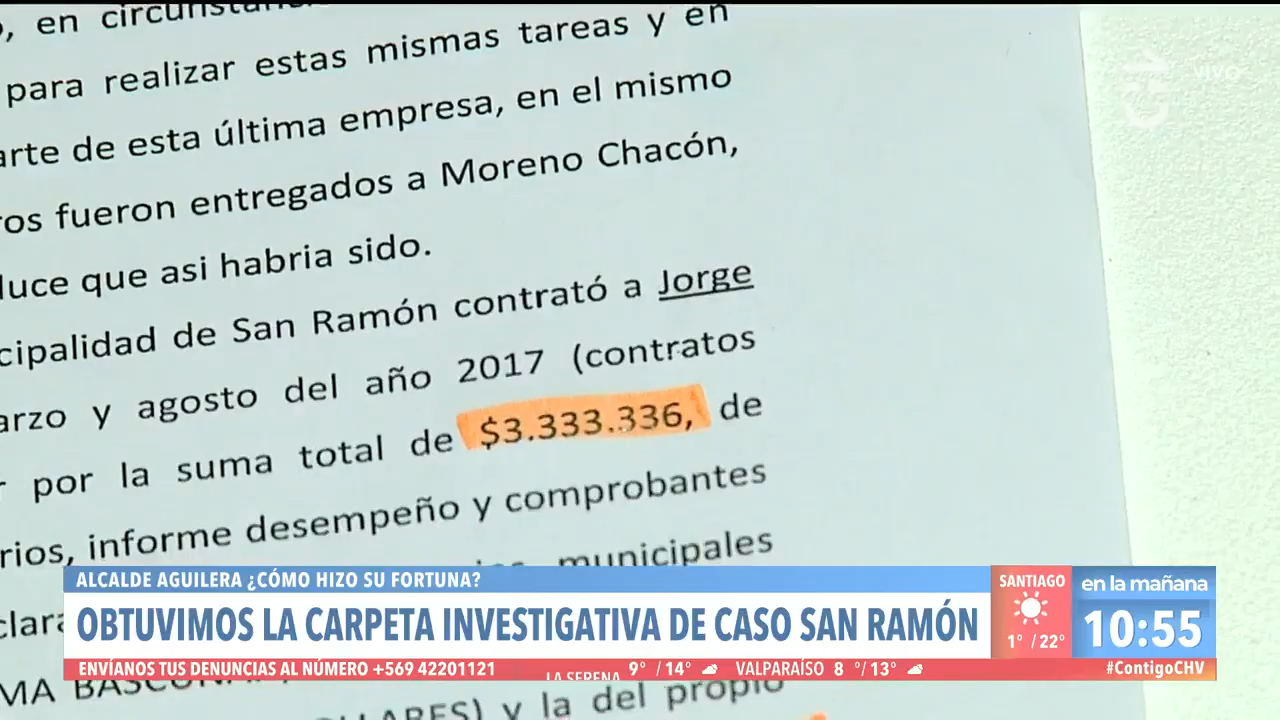 en circunstan
para realizar estas mismas tareas y en
arte de esta última empresa, en el mismo
ros fueron entregados a Moreno Chacón,
luce que asi habria sido.
cipalidad de San Ramón contrató a Jorge
arzo y agosto del año 2017 (contratos
r por la suma total de $3.333.336, de
rios, informe desempeño y comprobantes
municipales
clara
MA
y la del propio
VIVO
ALCALDE AGUILERA ¿CÓMO HIZO SU FORTUNA?
OBTUVIMOS LA CARPETA INVESTIGATIVA DE CASO SAN RAMÓN
ENVÍANOS TUS DENUNCIAS AL NÚMERO +569 42201121
LA SERENA 9° / 14° VALPARAÍSO 8 °/ 13°
SANTIAGO
1° / 22°
en la mañana
10:55
#ContigoCHV